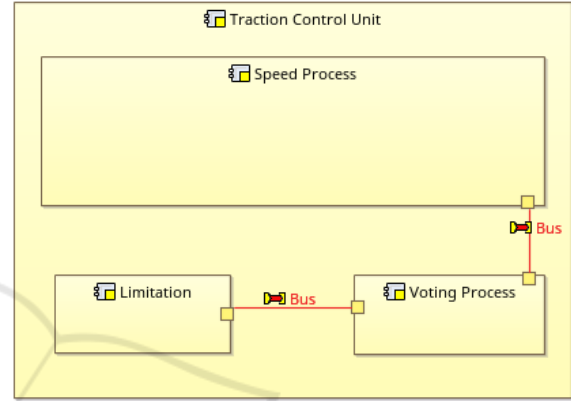 Traction Control Unit
Speed Process
Bus
Limitation
Bus
Voting Process